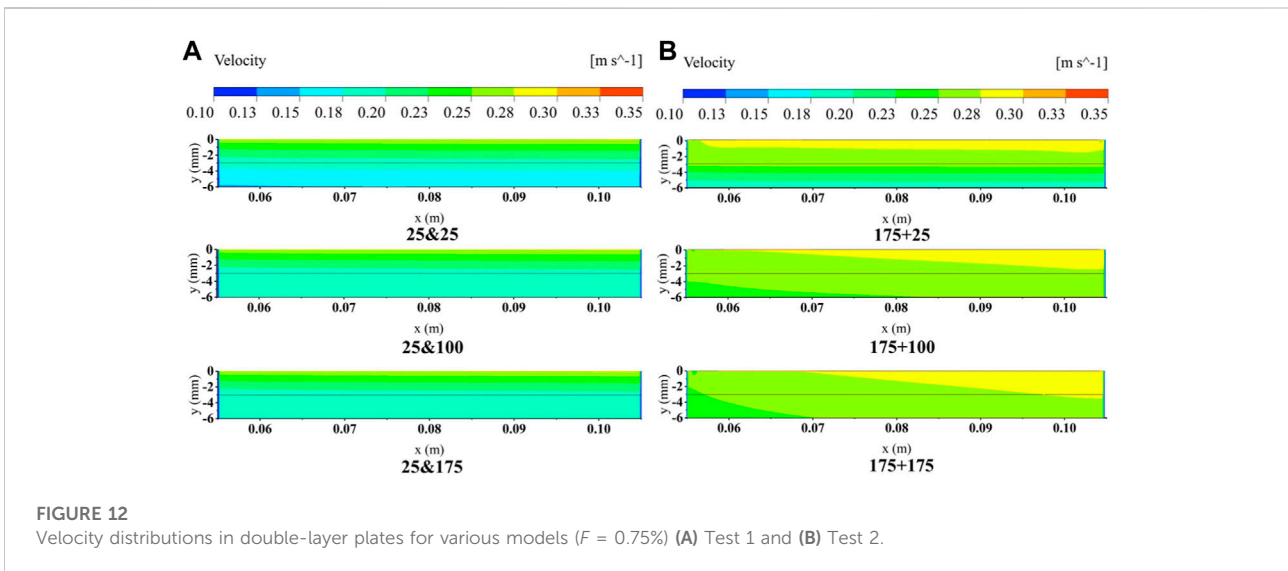 A Velocity [m s^-1]
0.10 0.13 0.15 0.18 0.20 0.23 0.25 0.28 0.30 0.33 0.35
y (mm)
0
-2
-4
-6
0.06 0.07 0.08 0.09 0.10
x (m)
25&25
y (mm)
0
-2
-4
-6
0.06 0.07 0.08 0.09 0.10
x (m)
25&100
y (mm)
0
-2
-4
-6
0.06 0.07 0.08 0.09 0.10
x (m)
25&175
B Velocity [m s^-1]
0.10 0.13 0.15 0.18 0.20 0.23 0.25 0.28 0.30 0.33 0.35
y (mm)
0
-2
-4
-6
0.06 0.07 0.08 0.09 0.10
x (m)
175+25
y (mm)
0
-2
-4
-6
0.06 0.07 0.08 0.09 0.10
x (m)
175+100
y (mm)
0
-2
-4
-6
0.06 0.07 0.08 0.09 0.10
x (m)
175+175
FIGURE 12
Velocity distributions in double-layer plates for various models (F = 0.75%) (A) Test 1 and (B) Test 2.